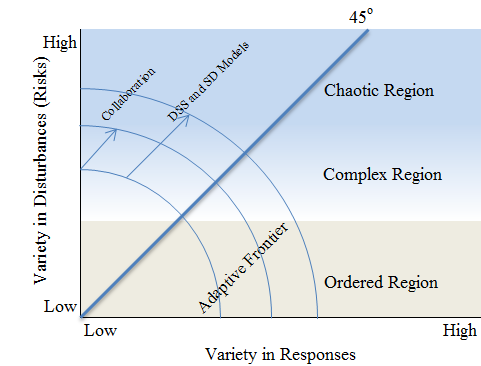 45°
High
Variety in Disturbances (Risks)
Collaboration
DSS and SD Models
Chaotic Region
Complex Region
Adaptive Frontier
Ordered Region
Low
Low
High
Variety in Responses